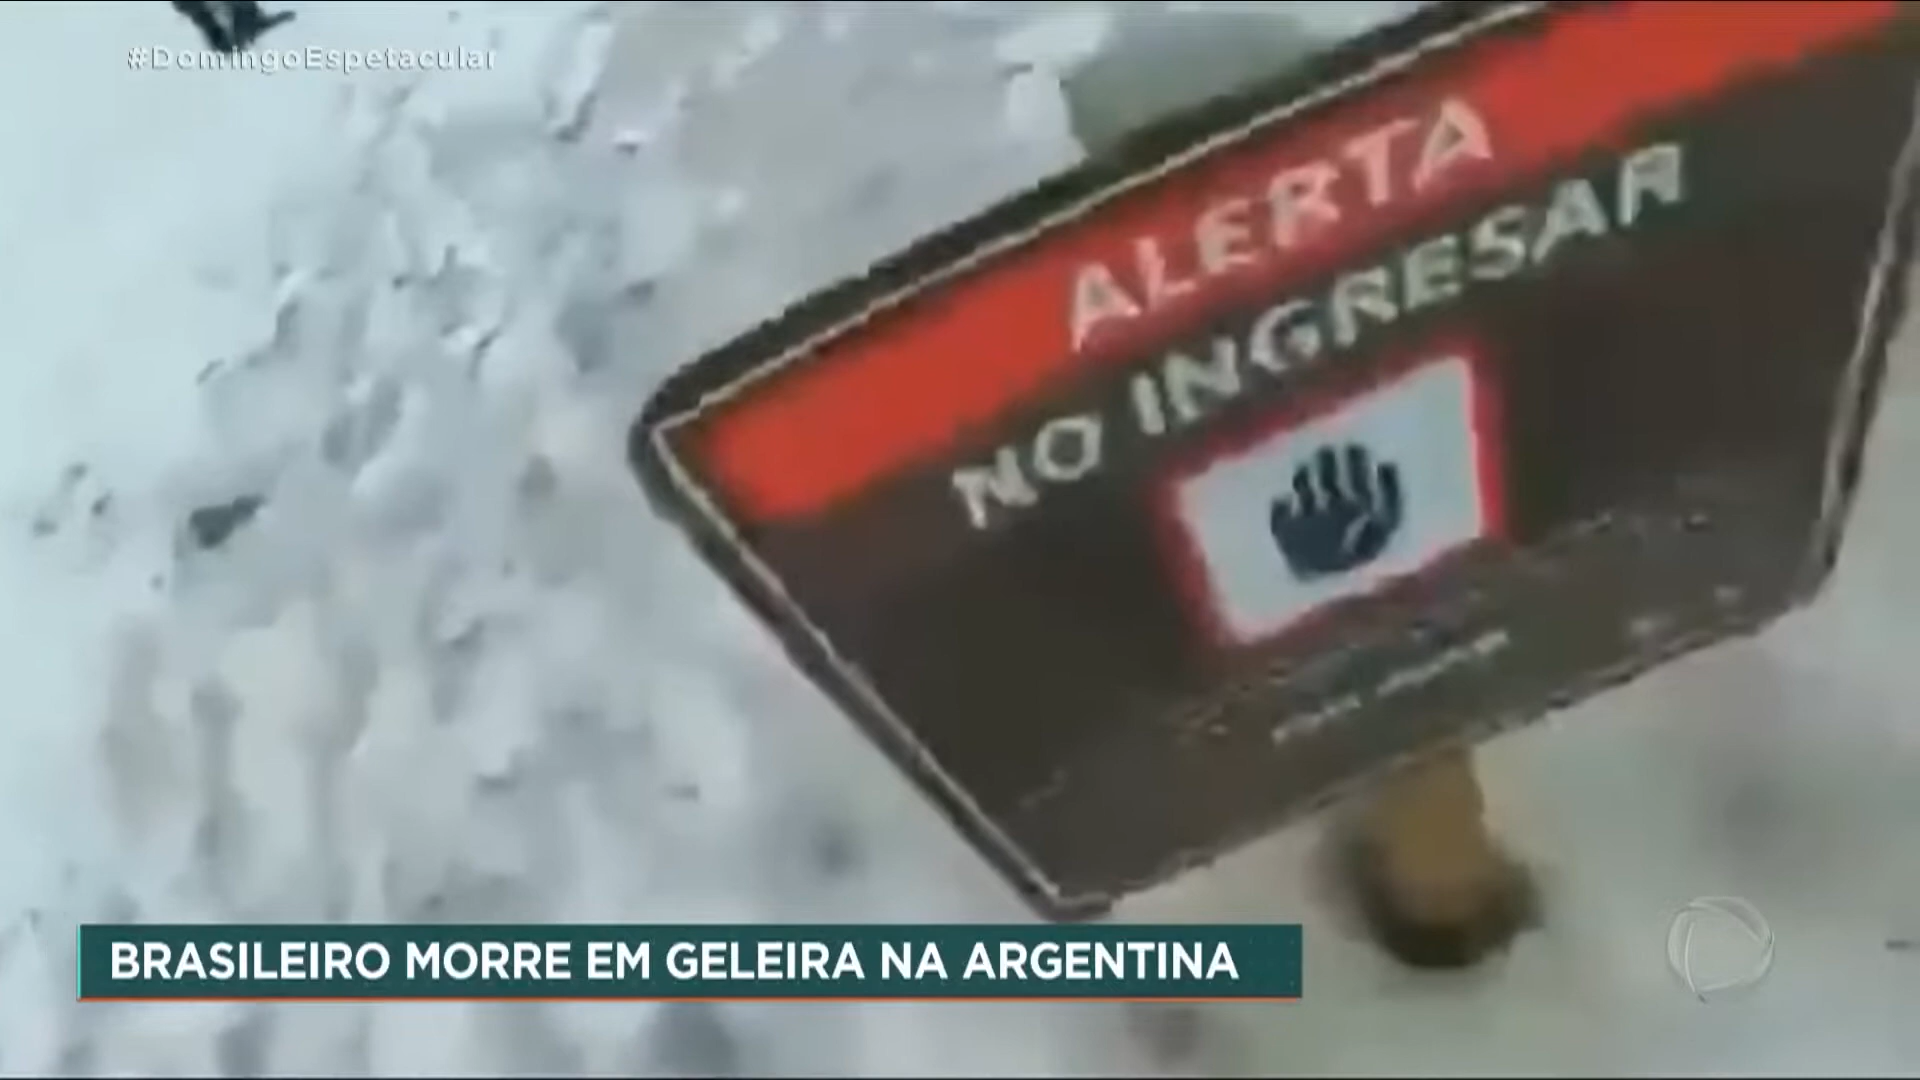 #DomingoEspetacular
ALERTA
NO INGRESAR
BRASILEIRO MORRE EM GELEIRA NA ARGENTINA